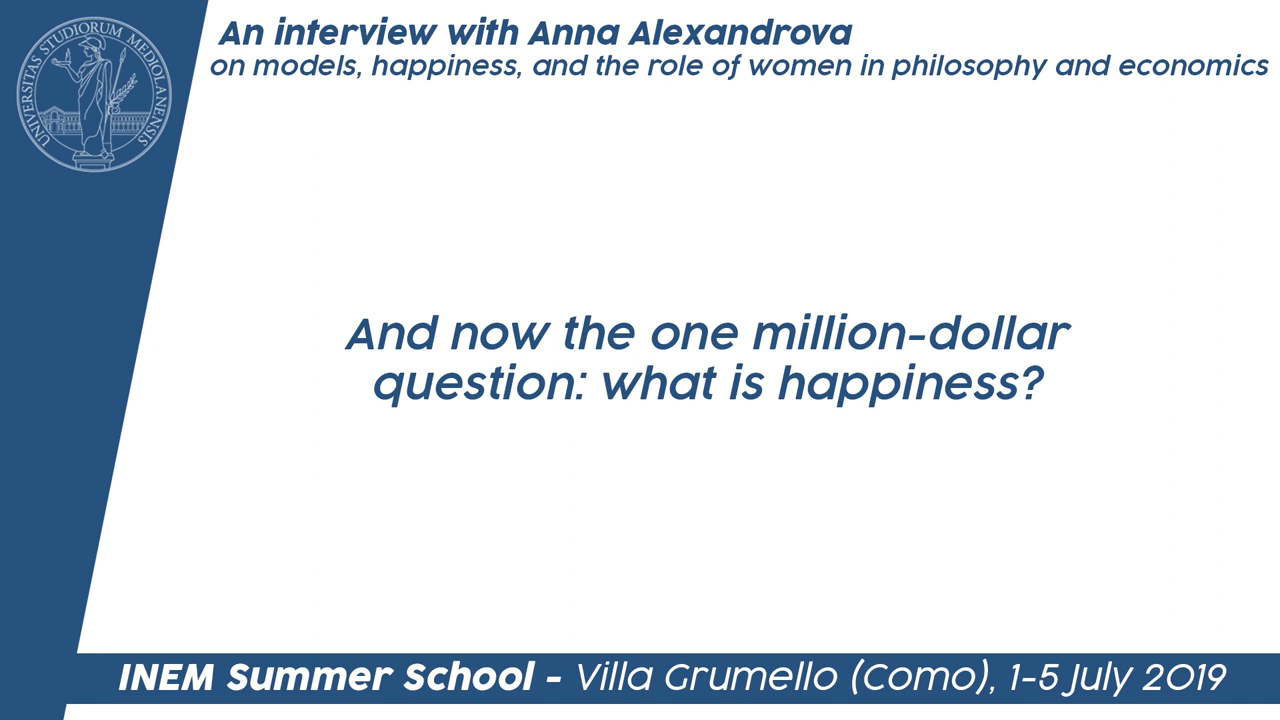 UNIVERSITAS STUDIORUM MEDIOLANENSIS
An interview with Anna Alexandrova
on models, happiness, and the role of women in philosophy and economics
And now the one million-dollar
question: what is happiness?
INEM Summer School - Villa Grumello (Como), 1-5 July 2019